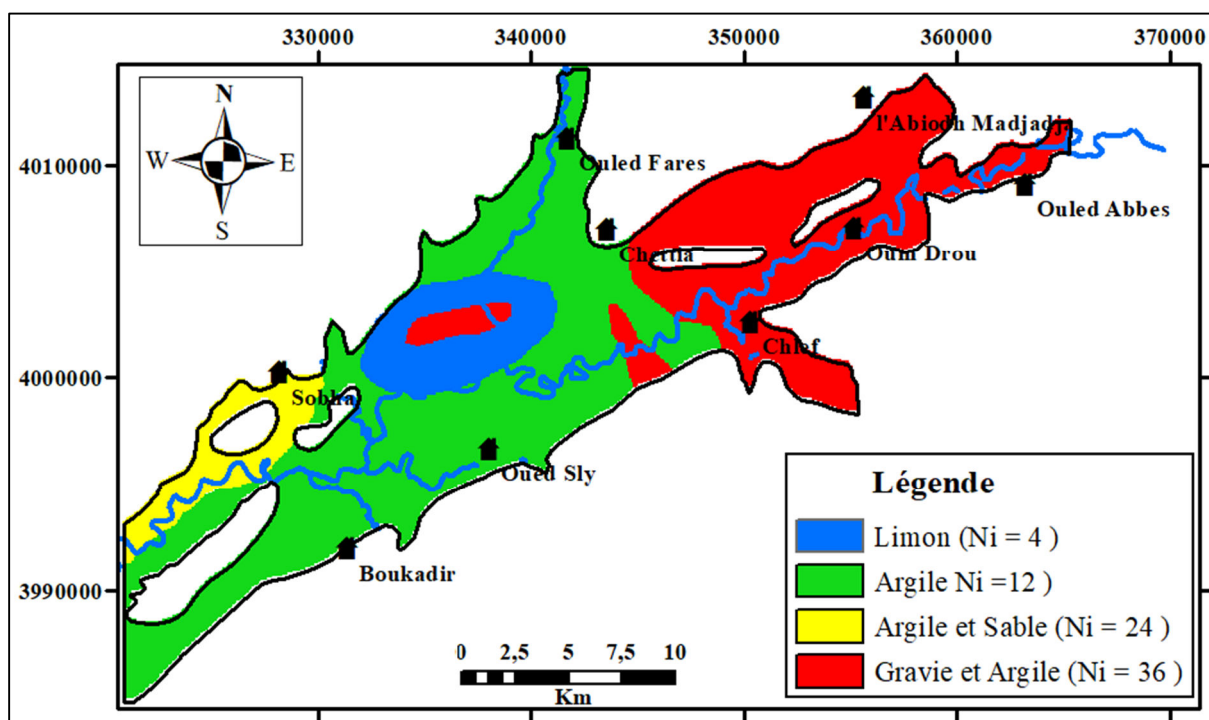 330000 340000 350000 360000 370000
N
W E
S
4010000
4000000
3990000
l'Abiodh Madjadja
Ouled Fares
Ouled Abbes
Chettia
Oum Drou
Chlef
Sobha
Oued Sly
Boukadir
0 2,5 5 7,5 10
Km
Légende
Limon (Ni = 4 )
Argile Ni =12 )
Argile et Sable (Ni = 24 )
Gravie et Argile (Ni = 36 )